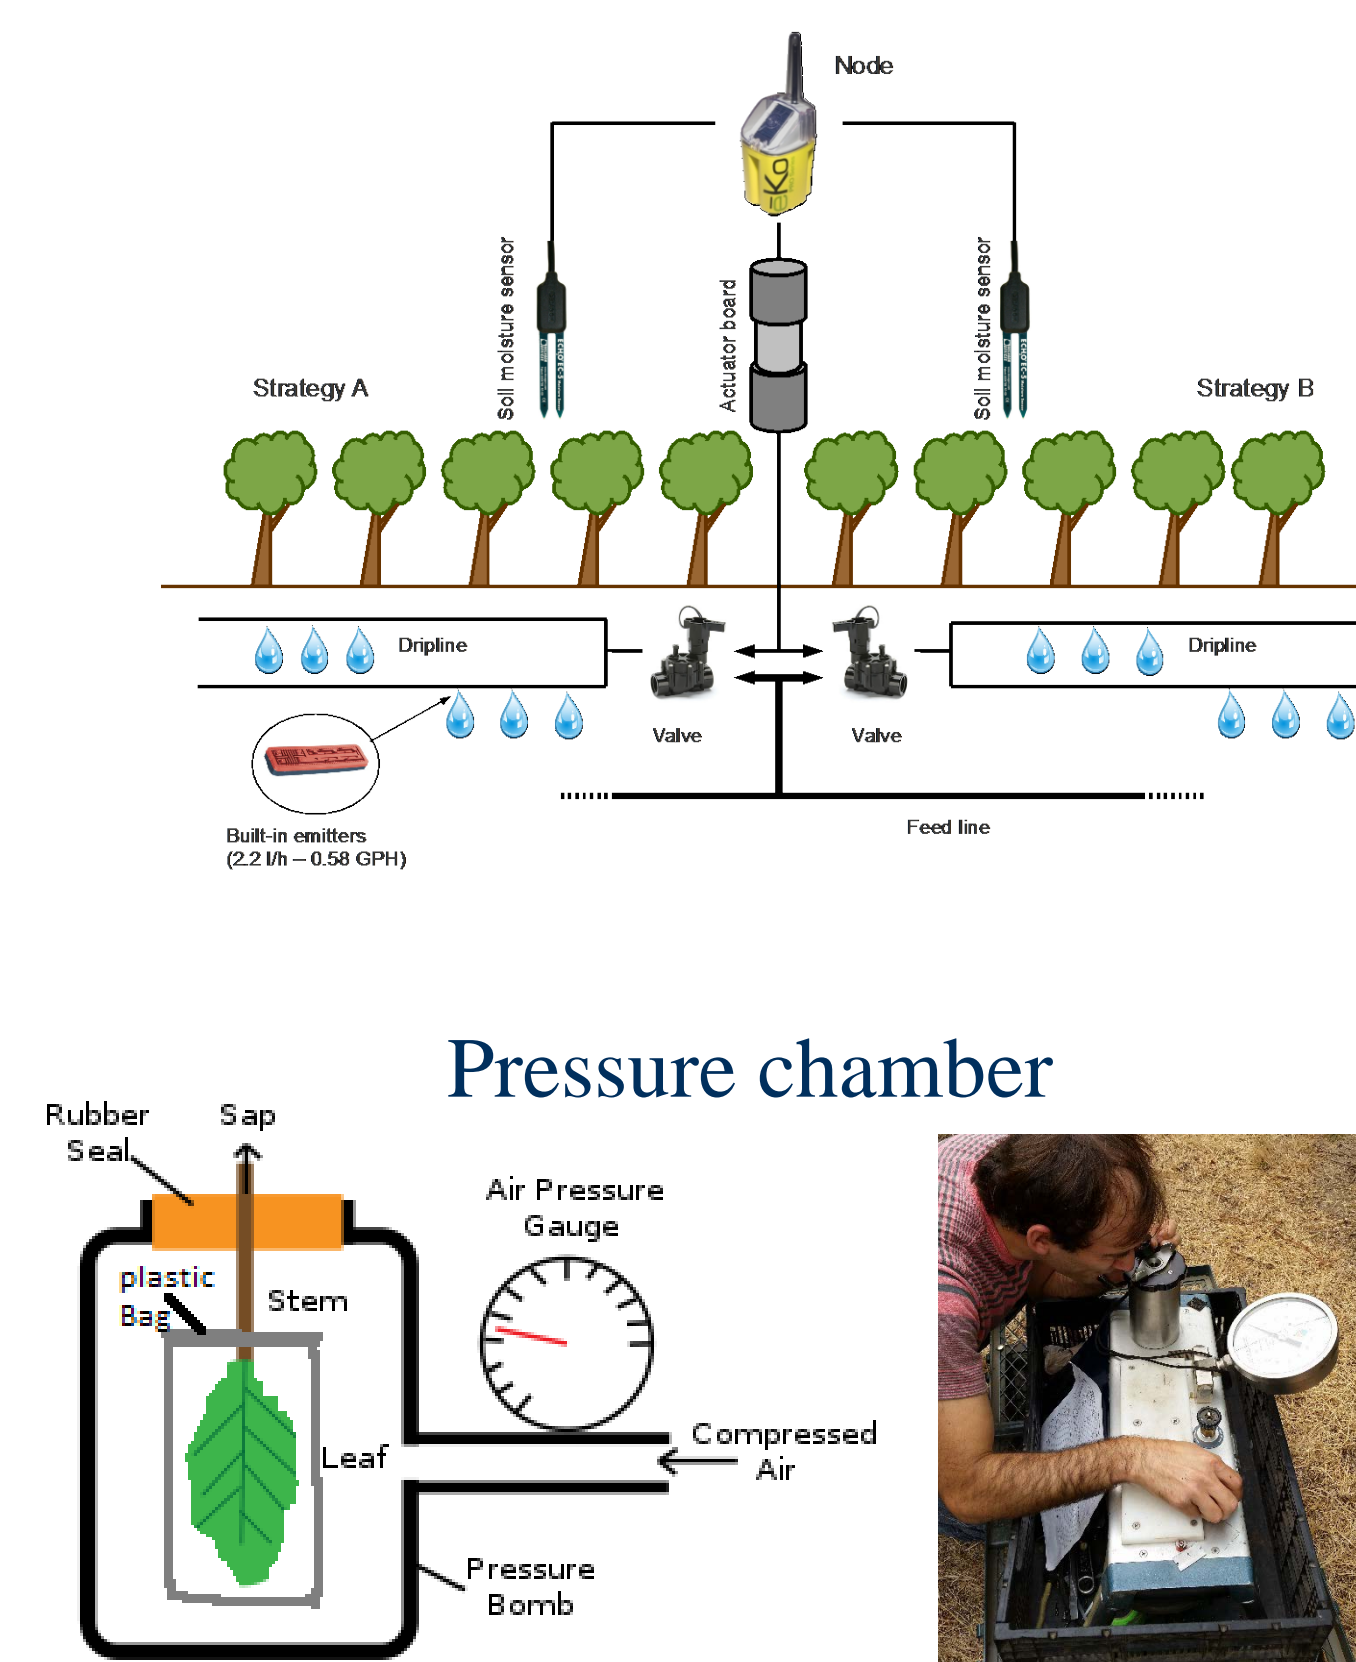 Node
ēKo
Soil moisture sensor
Actuator board
Soil moisture sensor
Strategy A
Strategy B
Dripline
Dripline
Valve
Valve
Built-in emitters
(2.2 l/h – 0.58 GPH)
Feed line
Pressure chamber
Rubber
Seal
Sap
Air Pressure
Gauge
plastic
Bag
Stem
Leaf
Compressed
Air
Pressure
Bomb